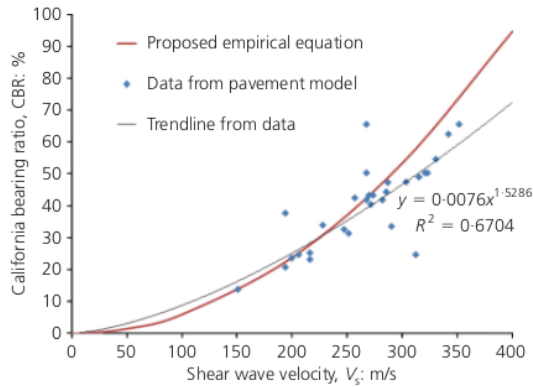 100
90
80
70
60
50
40
30
20
10
0
California bearing ratio, CBR: %
Proposed empirical equation
Data from pavement model
Trendline from data
y = 0·0076x^1·5286
R² = 0·6704
0 50 100 150 200 250 300 350 400
Shear wave velocity, Vs: m/s